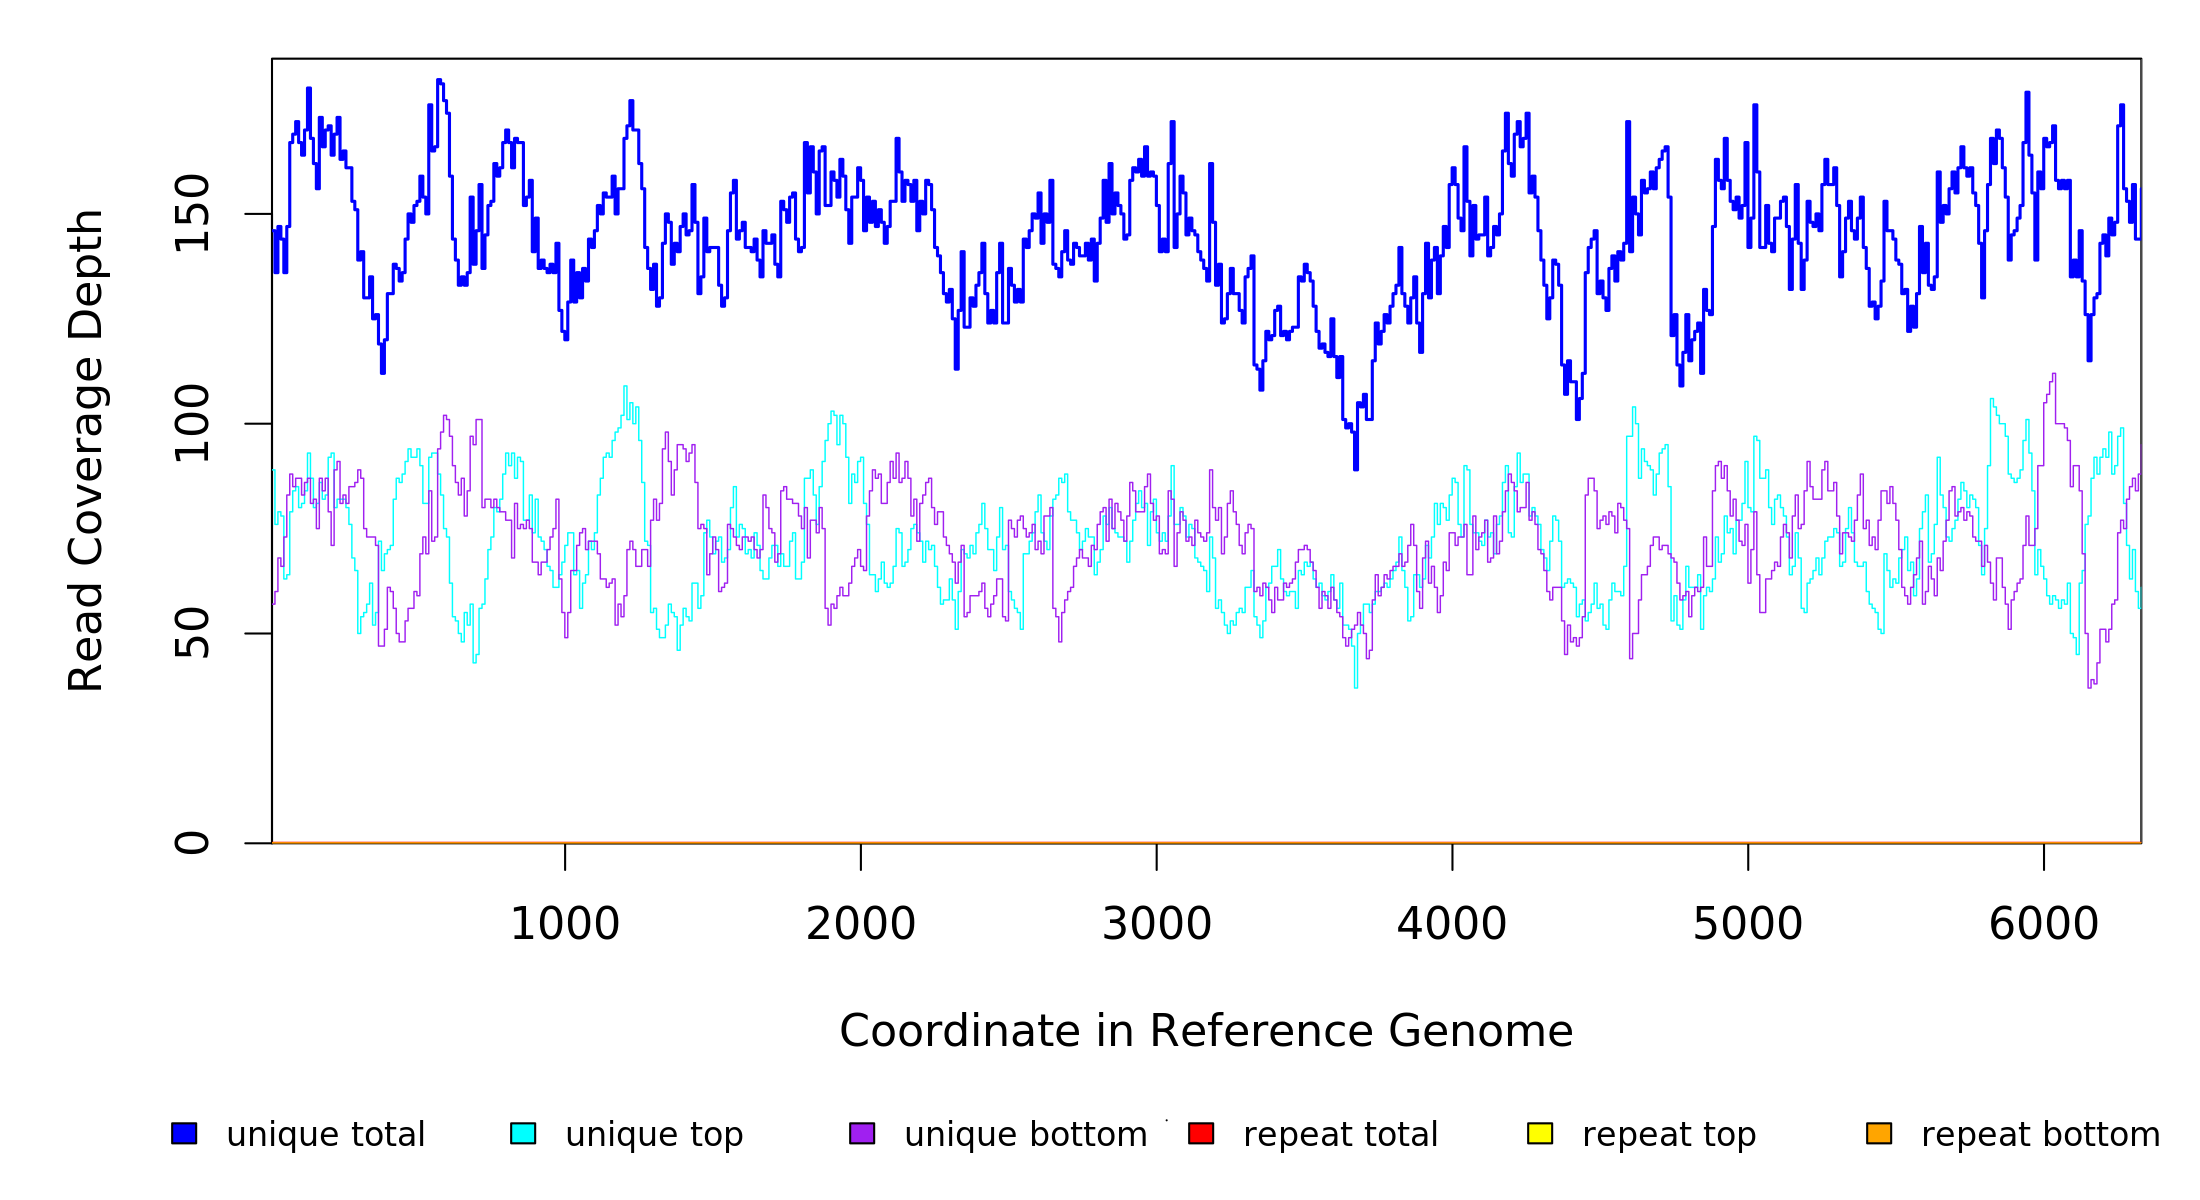 Read Coverage Depth
150
100
50
0
1000 2000 3000 4000 5000 6000
Coordinate in Reference Genome
unique total unique top unique bottom repeat total repeat top repeat bottom